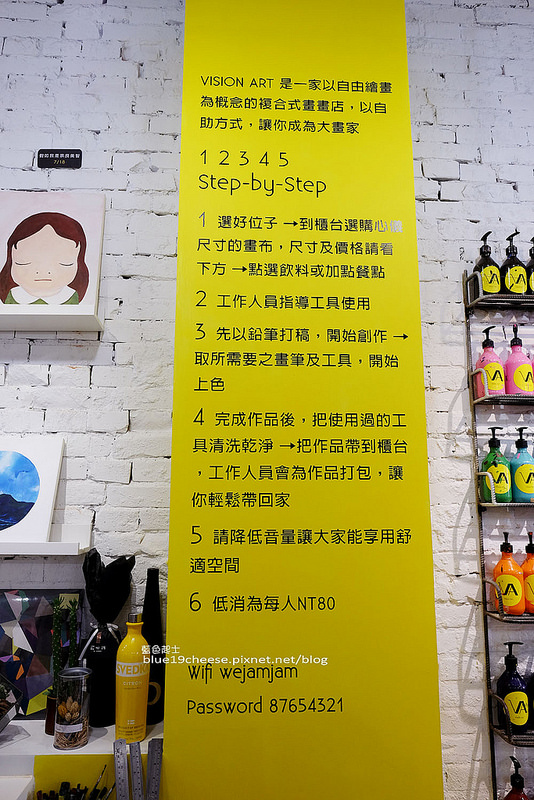 VISION ART 是一家以自由繪畫
為概念的複合式畫畫店，以自
助方式，讓你成為大畫家
1 2 3 4 5
Step-by-Step
1 選好位子 →到櫃台選購心儀
尺寸的畫布，尺寸及價格請看
下方 →點選飲料或加點餐點
2 工作人員指導工具使用
3 先以鉛筆打稿，開始創作 →
取所需要之畫筆及工具，開始
上色
4 完成作品後，把使用過的工
具清洗乾淨 →把作品帶到櫃台
，工作人員會為作品打包，讓
你輕鬆帶回家
5 請降低音量讓大家能享用舒
適空間
6 低消為每人NT80
藍色起士
blue19cheese.pixnet.net/blog
Wifi wejamjam
Password 87654321
7/18
VA
VA
VA
VA
VA
VA